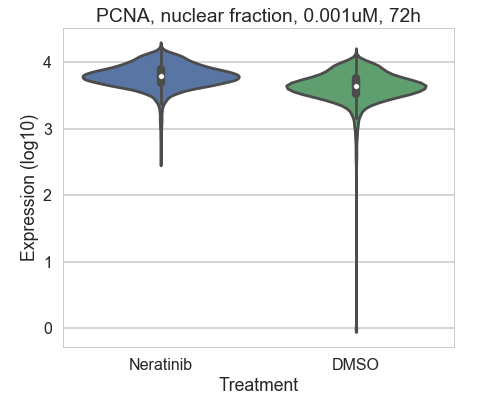 PCNA, nuclear fraction, 0.001uM, 72h
4
3
2
1
0
Expression (log10)
Neratinib DMSO
Treatment